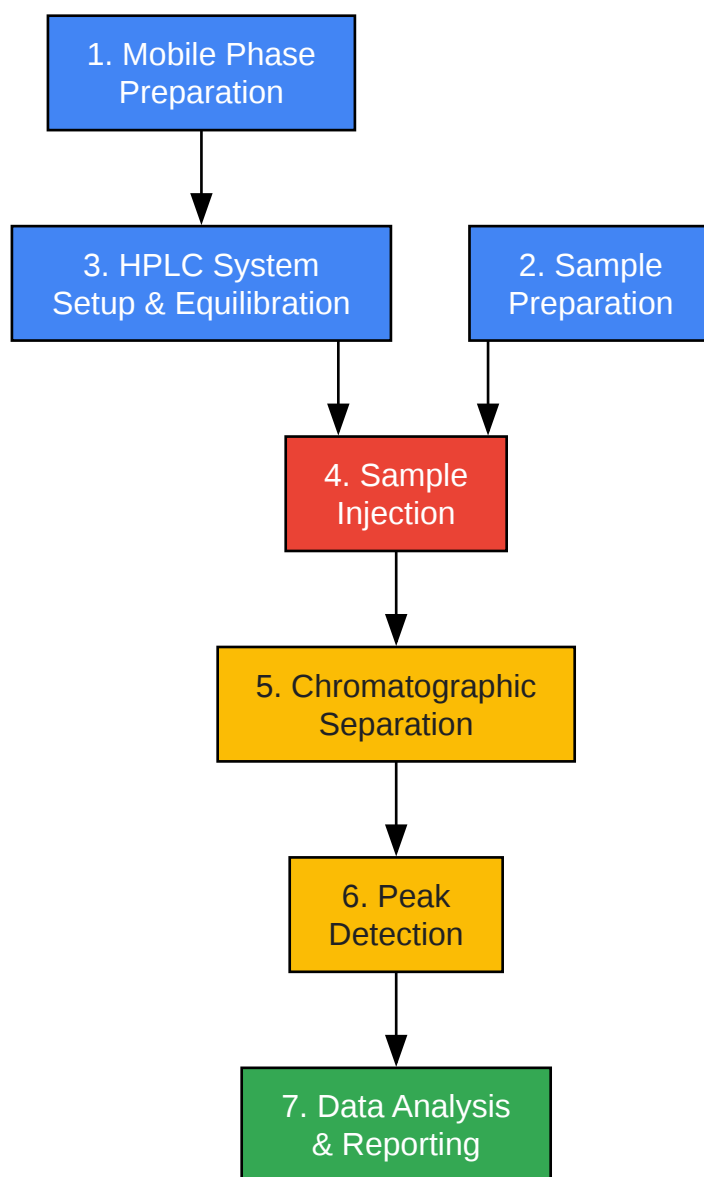 1. Mobile Phase
Preparation
3. HPLC System
Setup & Equilibration
2. Sample
Preparation
4. Sample
Injection
5. Chromatographic
Separation
6. Peak
Detection
7. Data Analysis
& Reporting